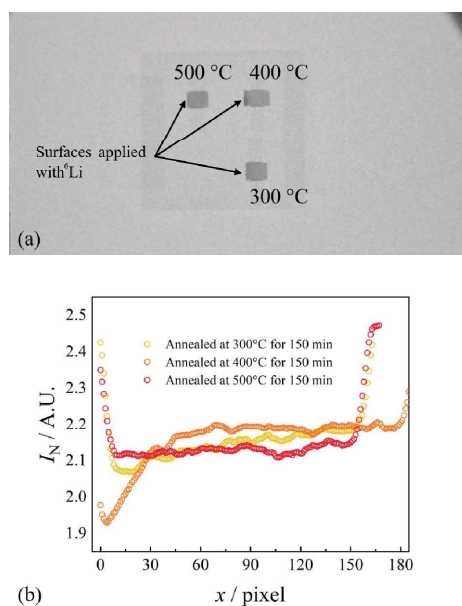 500 °C 400 °C
Surfaces applied
with⁶Li
300 °C
(a)
2.5
2.4
2.3
2.2
2.1
2.0
1.9
I_N / A.U.
Annealed at 300°C for 150 min
Annealed at 400°C for 150 min
Annealed at 500°C for 150 min
0 30 60 90 120 150 180
x / pixel
(b)